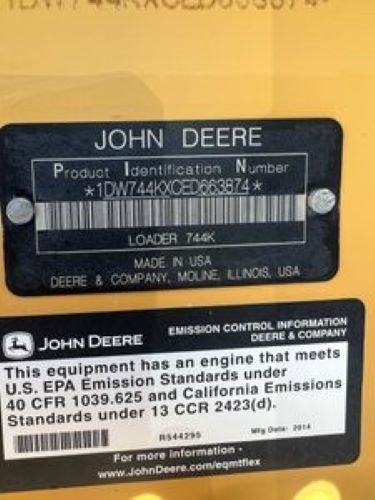 1DW744KXCED663874*
JOHN DEERE
Product Identification Number
*1DW744KXCED663874*
LOADER 744K
MADE IN USA
DEERE & COMPANY, MOLINE, ILLINOIS, USA
JOHN DEERE
EMISSION CONTROL INFORMATION
DEERE & COMPANY
This equipment has an engine that meets
U.S. EPA Emission Standards under
40 CFR 1039.625 and California Emissions
Standards under 13 CCR 2423(d).
R544295 Mfg Date: 2014
For more information -
www.JohnDeere.com/eqmtflex